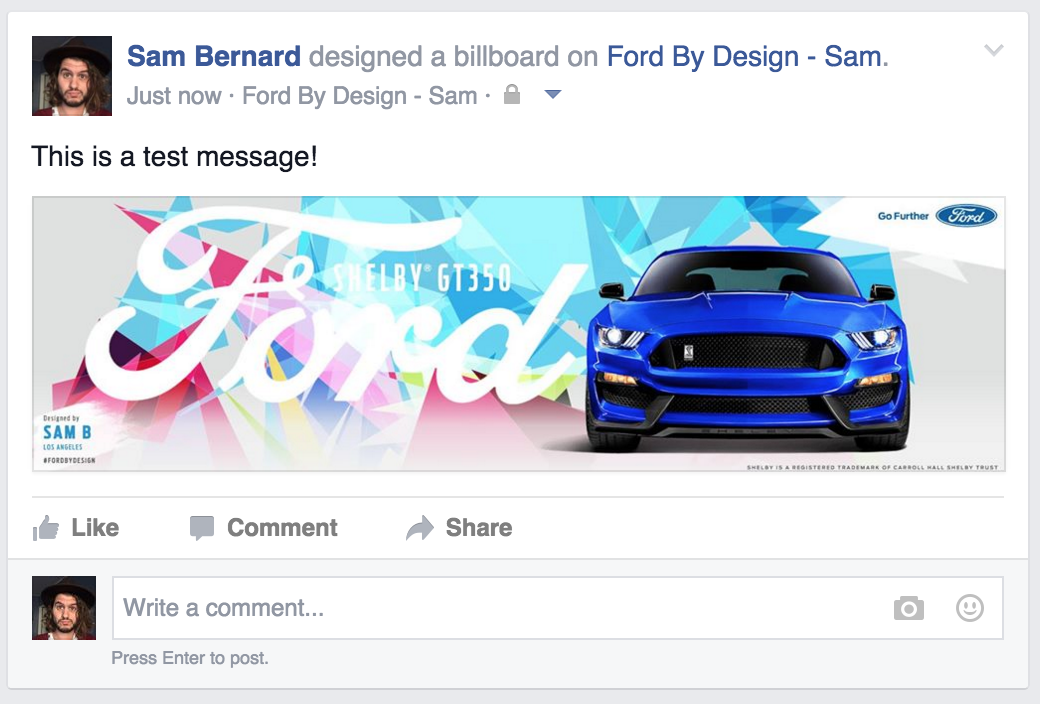 Sam Bernard designed a billboard on Ford By Design - Sam.
Just now · Ford By Design - Sam ·
This is a test message!
Go Further Ford
SHELBY® GT350
Ford
Designed by
SAM B
LOS ANGELES
#FORDBYDESIGN
SHELBY IS A REGISTERED TRADEMARK OF CARROLL HALL SHELBY TRUST
Like Comment Share
Write a comment...
Press Enter to post.